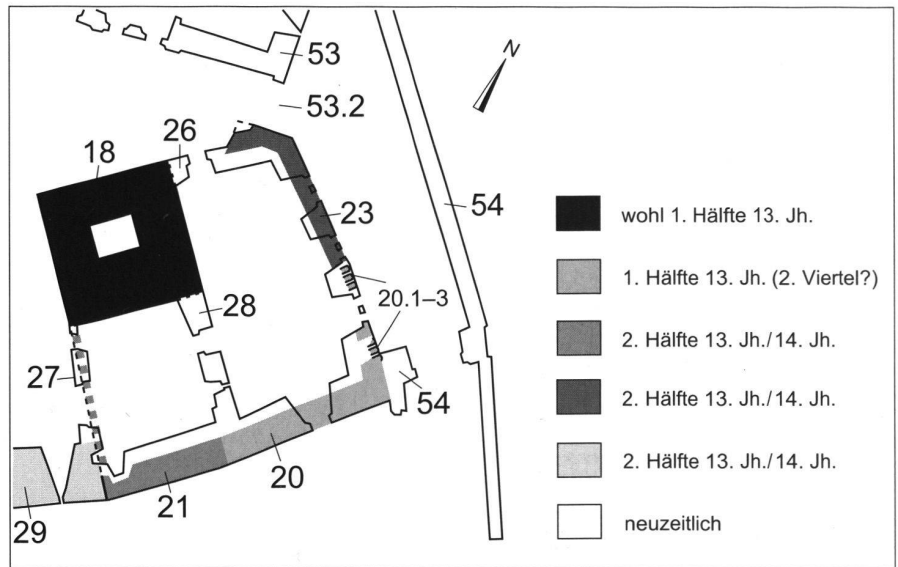 53
N
53.2
26
18
54
wohl 1. Hälfte 13. Jh.
23
1. Hälfte 13. Jh. (2. Viertel?)
28
20.1–3
2. Hälfte 13. Jh./14. Jh.
27
54
2. Hälfte 13. Jh./14. Jh.
20
2. Hälfte 13. Jh./14. Jh.
21
29
neuzeitlich